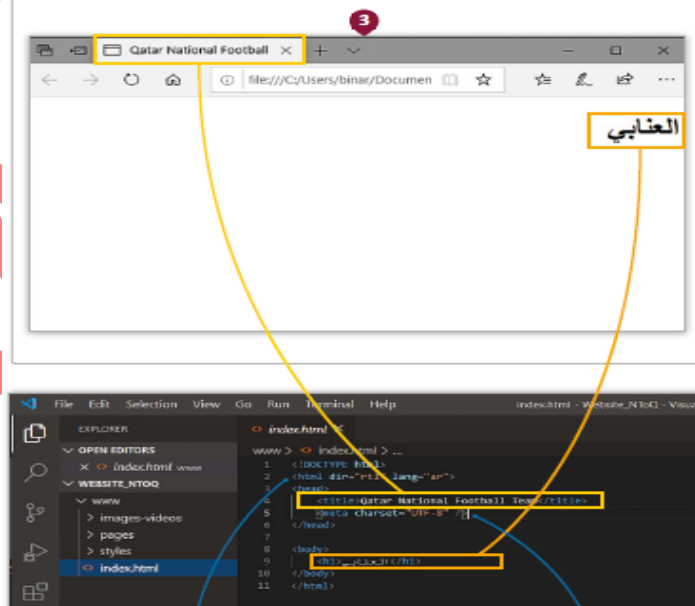 3
Qatar National Football
file:///C:/Users/binar/Documen
العنابي
File Edit Selection View Go Run Terminal Help
index.html - Website_NToQ - Visua
EXPLORER
index.html
OPEN EDITORS
index.html www
WEBSITE_NTOQ
www
images-videos
pages
styles
index.html
www > index.html > ...
1 <!DOCTYPE html>
2 <html dir="rtl" lang="ar">
3 <head>
4 <title>Qatar National Football Team</title>
5 <meta charset="UTF-8" />
6 </head>
7
8 <body>
9 <h1>العنابي</h1>
10 </body>
11 </html>